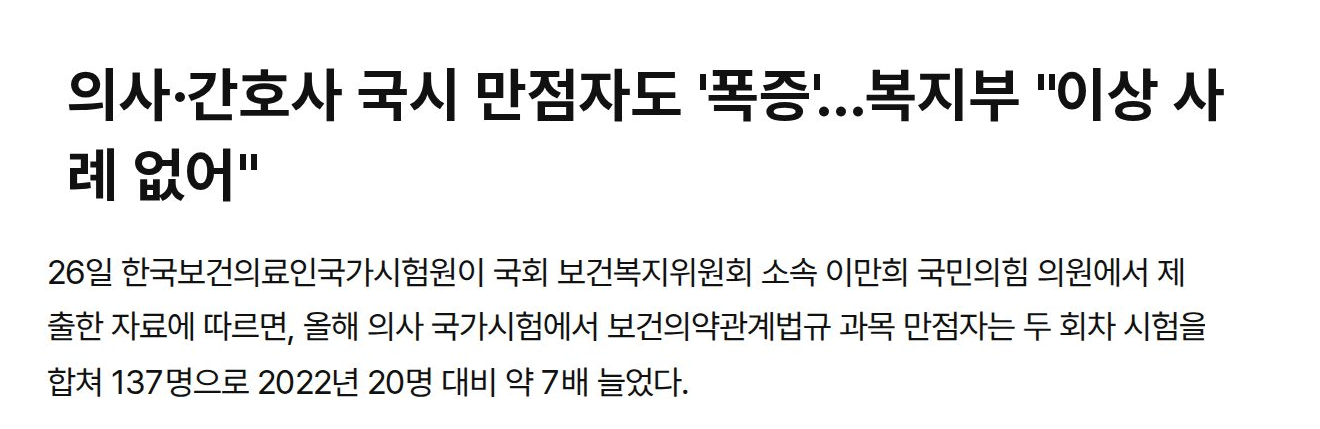 의사·간호사 국시 만점자도 '폭증'…복지부 "이상 사
례 없어"
26일 한국보건의료인국가시험원이 국회 보건복지위원회 소속 이만희 국민의힘 의원에서 제
출한 자료에 따르면, 올해 의사 국가시험에서 보건의약관계법규 과목 만점자는 두 회차 시험을
합쳐 137명으로 2022년 20명 대비 약 7배 늘었다.